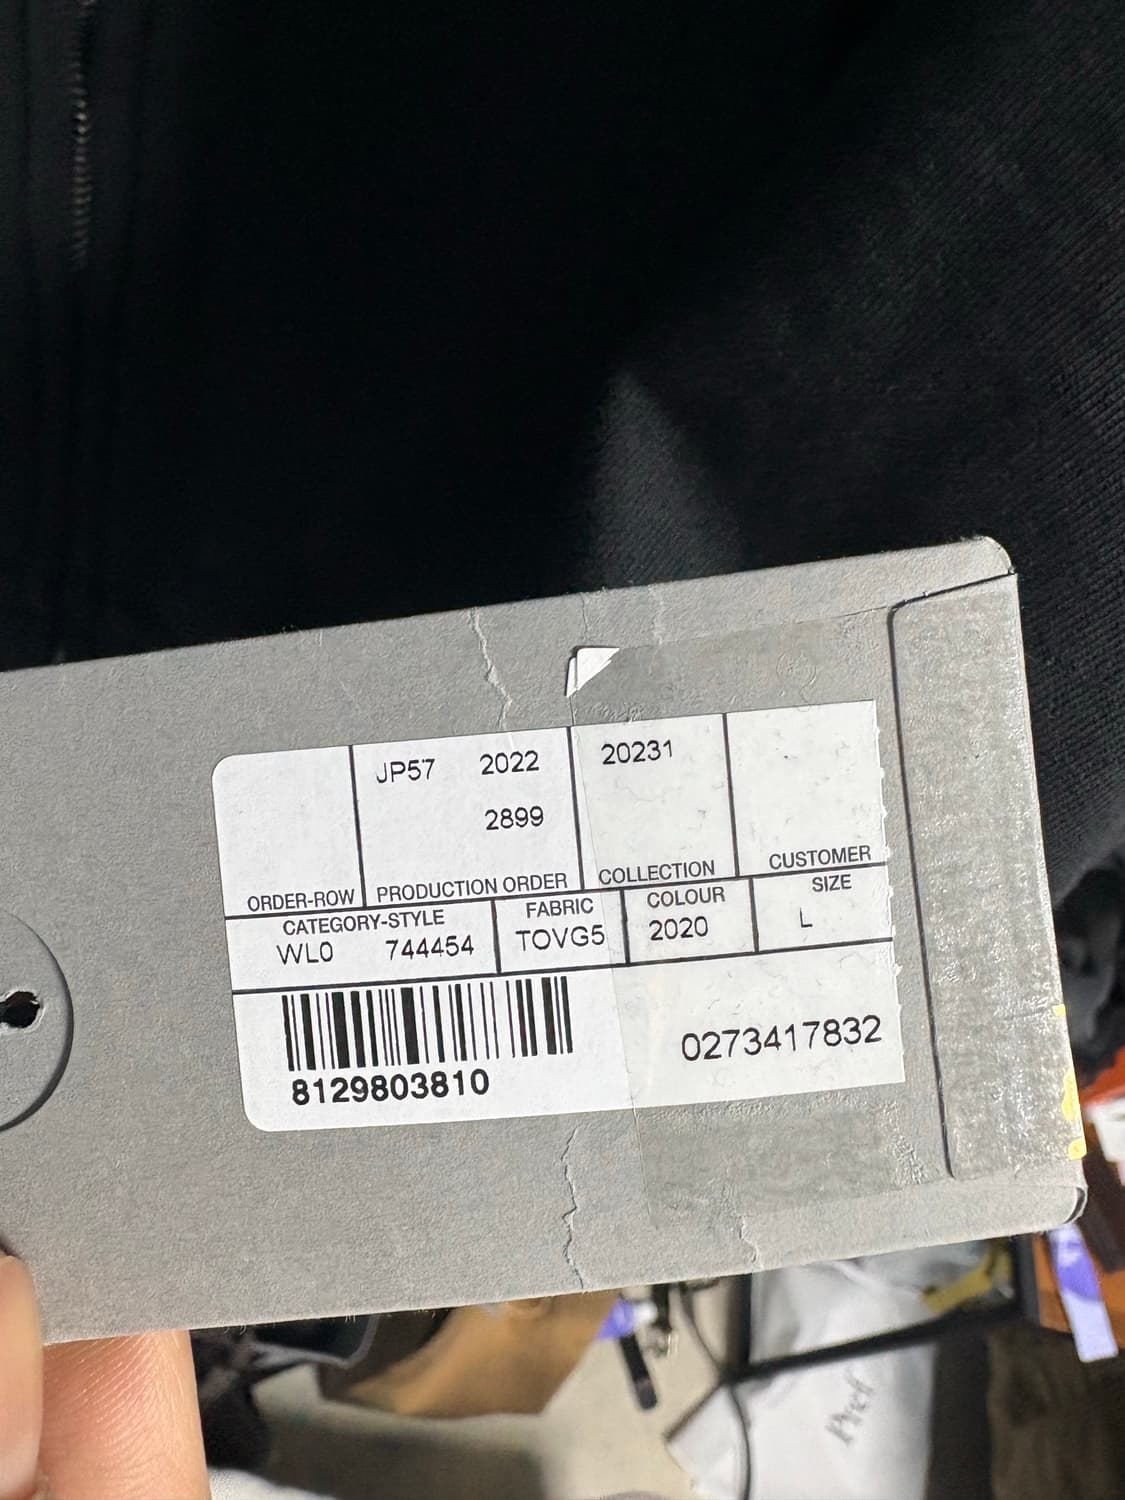 JP57 2022 20231
2899
ORDER-ROW PRODUCTION ORDER COLLECTION CUSTOMER
CATEGORY-STYLE FABRIC COLOUR SIZE
WL0 744454 TOVG5 2020 L
8129803810 0273417832
Pref